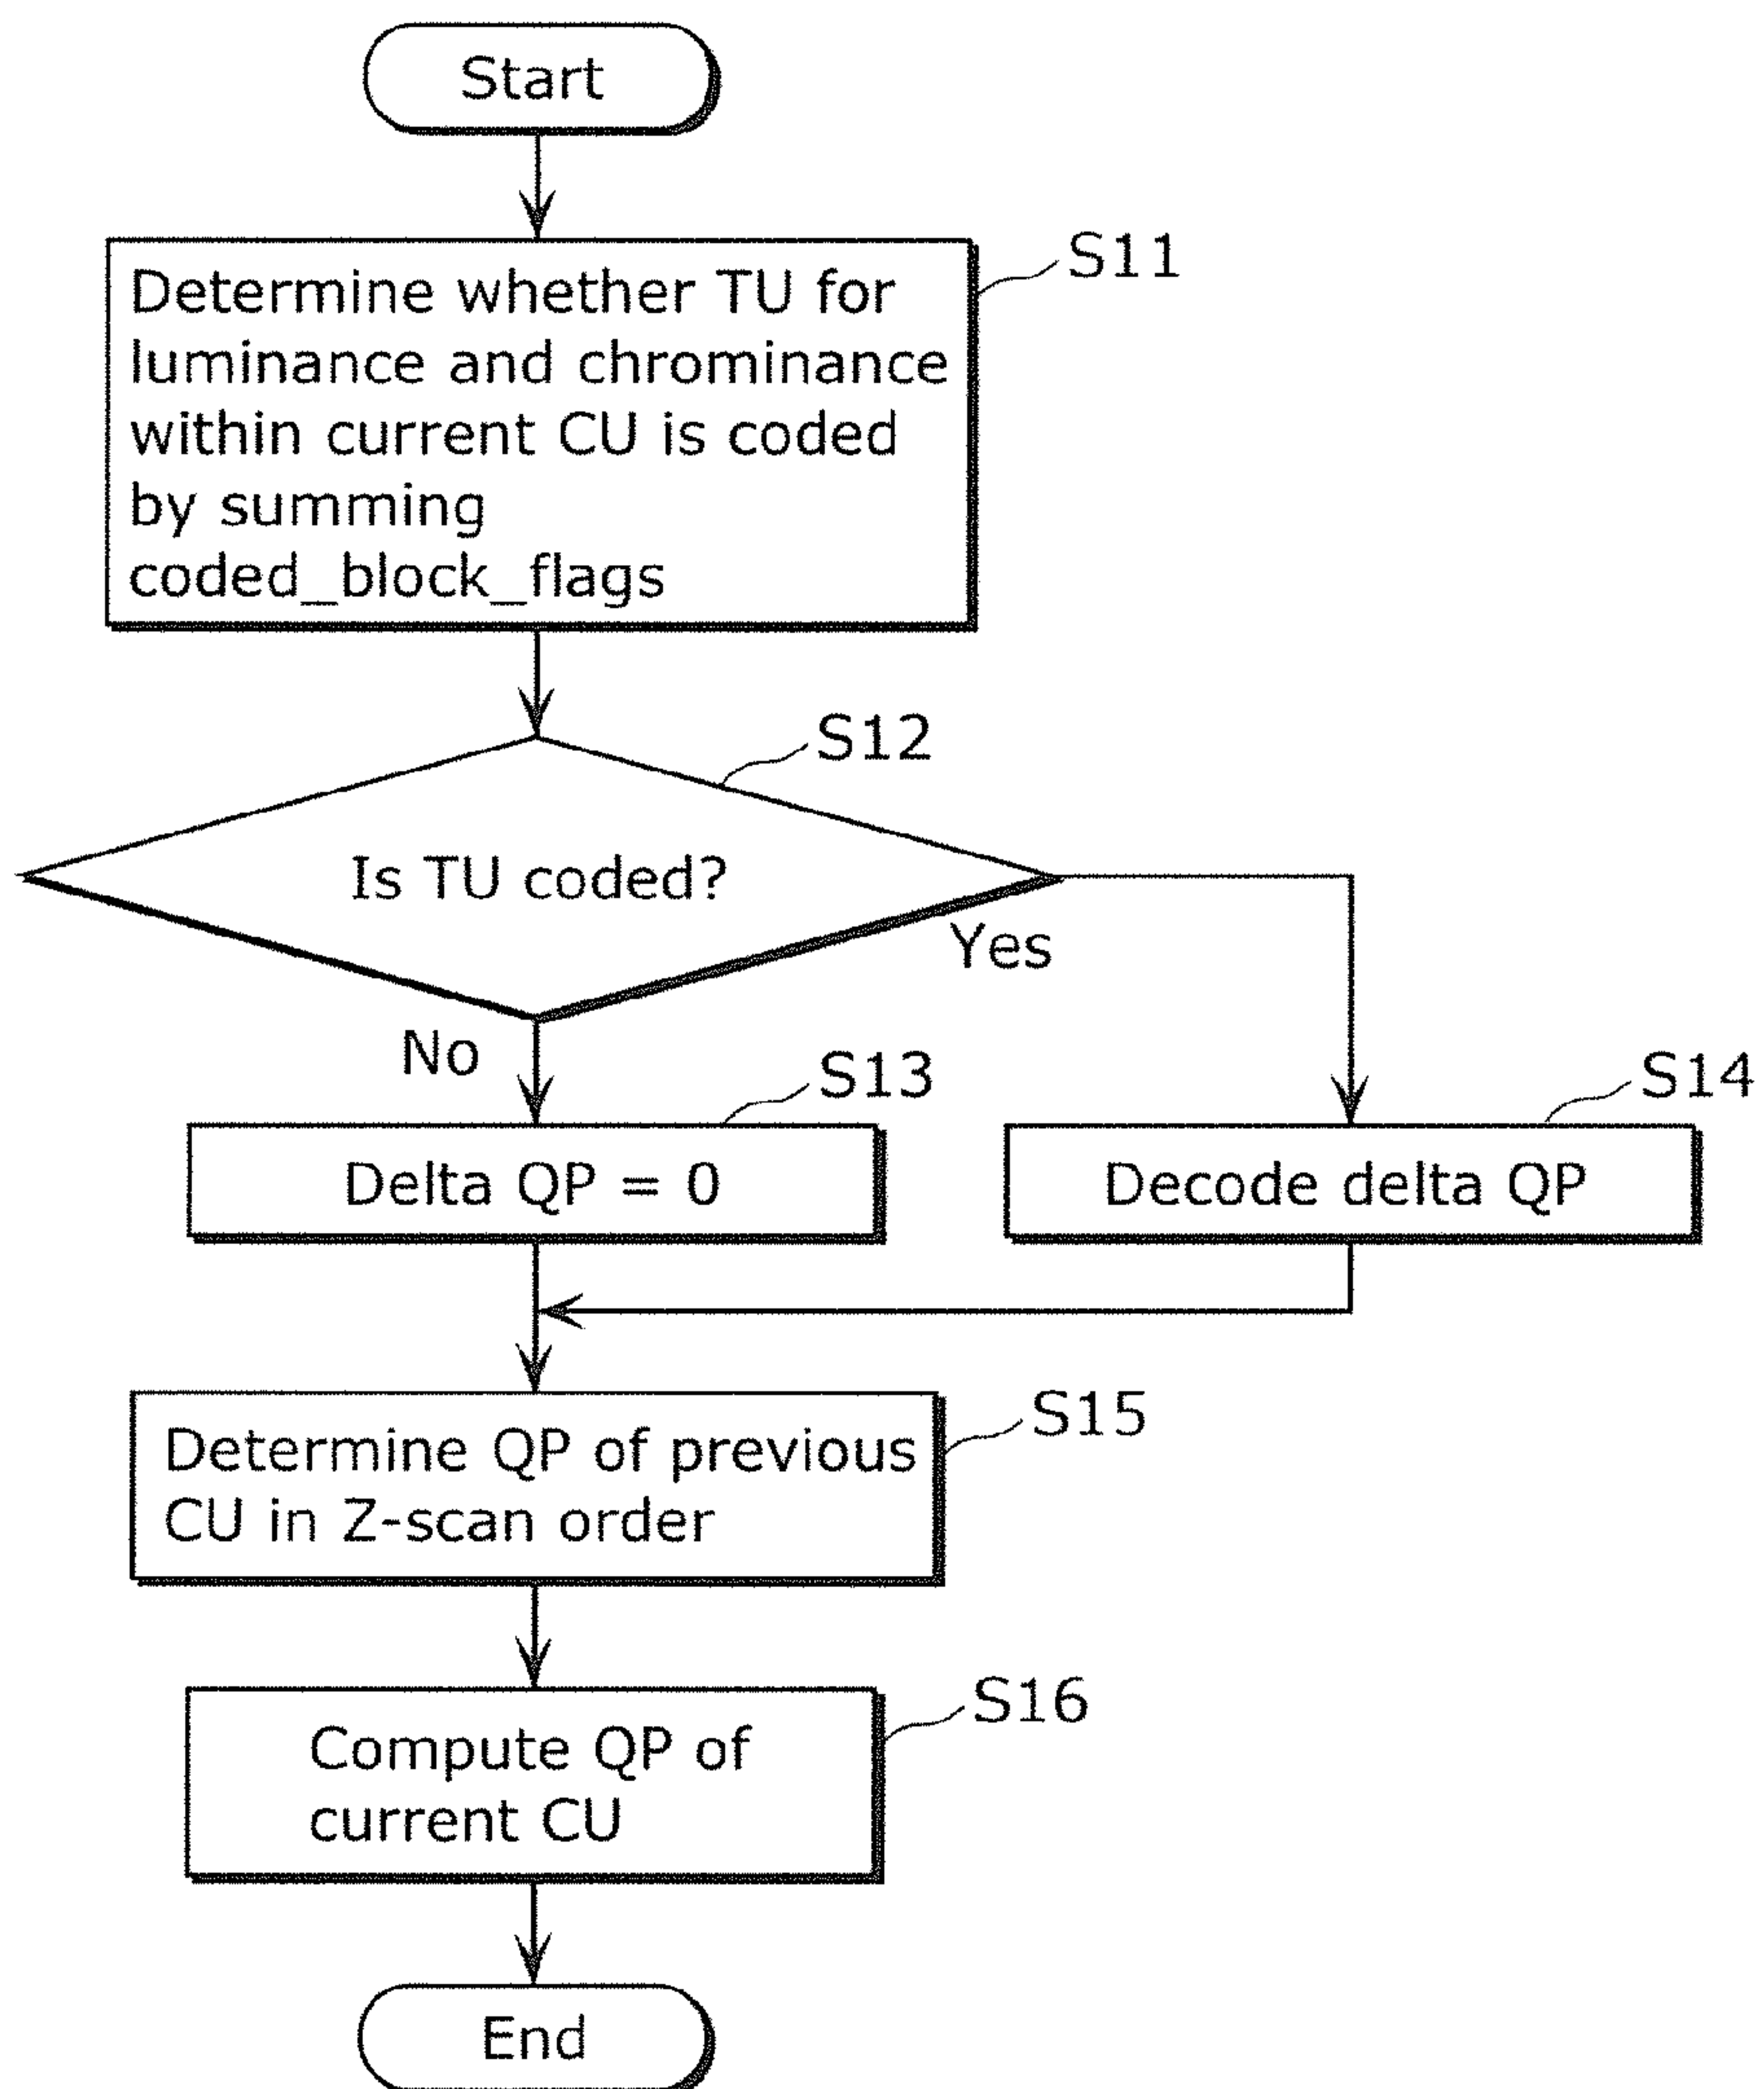 Start
S11
Determine whether TU for
luminance and chrominance
within current CU is coded
by summing
coded_block_flags
S12
Is TU coded?
Yes
No
S13
S14
Delta QP = 0
Decode delta QP
S15
Determine QP of previous
CU in Z-scan order
S16
Compute QP of
current CU
End